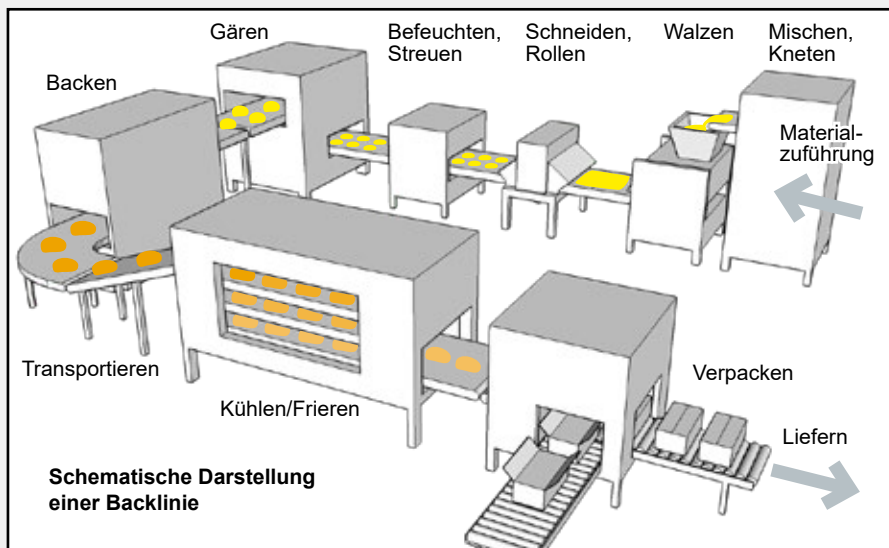 Gären
Befeuchten,
Streuen
Schneiden,
Rollen
Walzen
Mischen,
Kneten
Backen
Material-
zuführung
Transportieren
Kühlen/Frieren
Verpacken
Liefern
Schematische Darstellung
einer Backlinie